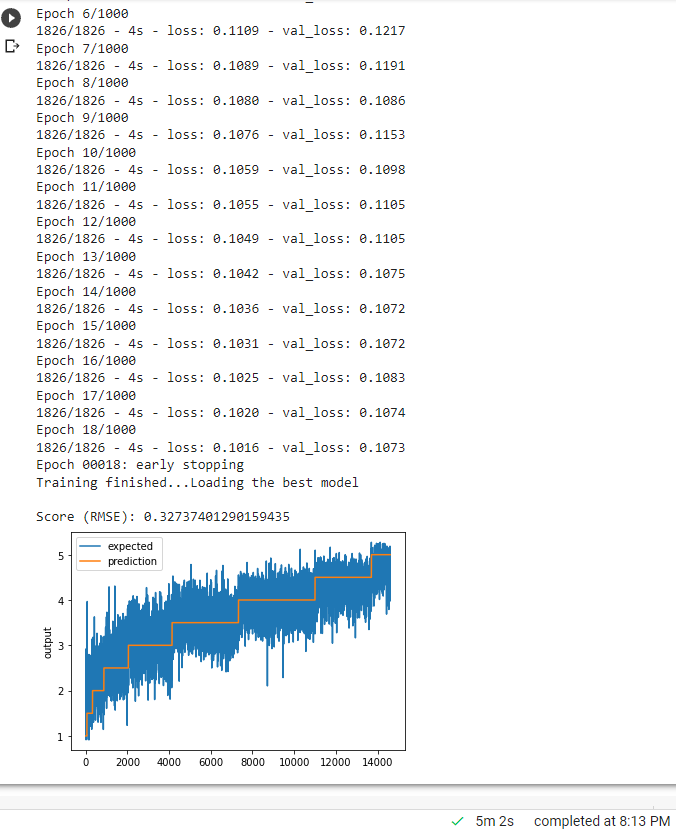 Epoch 6/1000
1826/1826 - 4s - loss: 0.1109 - val_loss: 0.1217
Epoch 7/1000
1826/1826 - 4s - loss: 0.1089 - val_loss: 0.1191
Epoch 8/1000
1826/1826 - 4s - loss: 0.1080 - val_loss: 0.1086
Epoch 9/1000
1826/1826 - 4s - loss: 0.1076 - val_loss: 0.1153
Epoch 10/1000
1826/1826 - 4s - loss: 0.1059 - val_loss: 0.1098
Epoch 11/1000
1826/1826 - 4s - loss: 0.1055 - val_loss: 0.1105
Epoch 12/1000
1826/1826 - 4s - loss: 0.1049 - val_loss: 0.1105
Epoch 13/1000
1826/1826 - 4s - loss: 0.1042 - val_loss: 0.1075
Epoch 14/1000
1826/1826 - 4s - loss: 0.1036 - val_loss: 0.1072
Epoch 15/1000
1826/1826 - 4s - loss: 0.1031 - val_loss: 0.1072
Epoch 16/1000
1826/1826 - 4s - loss: 0.1025 - val_loss: 0.1083
Epoch 17/1000
1826/1826 - 4s - loss: 0.1020 - val_loss: 0.1074
Epoch 18/1000
1826/1826 - 4s - loss: 0.1016 - val_loss: 0.1073
Epoch 00018: early stopping
Training finished...Loading the best model
Score (RMSE): 0.32737401290159435
expected
prediction
5
4
3
2
1
output
0 2000 4000 6000 8000 10000 12000 14000
5m 2s completed at 8:13 PM